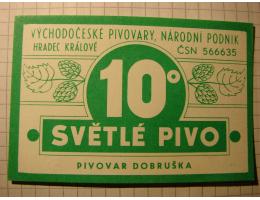 VÝCHODOČESKÉ PIVOVARY, NÁRODNÍ PODNIK
HRADEC KRÁLOVÉ ČSN 566635
10°
SVĚTLÉ PIVO
PIVOVAR DOBRUŠKA